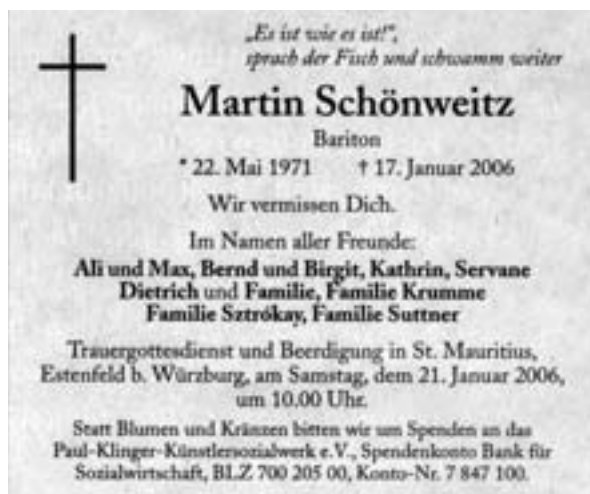 „Es ist wie es ist!“,
sprach der Fisch und schwamm weiter
Martin Schönweitz
Bariton
* 22. Mai 1971 † 17. Januar 2006
Wir vermissen Dich.
Im Namen aller Freunde:
Ali und Max, Bernd und Birgit, Kathrin, Servane
Dietrich und Familie, Familie Krumme
Familie Sztrókay, Familie Suttner
Trauergottesdienst und Beerdigung in St. Mauritius,
Estenfeld b. Würzburg, am Samstag, dem 21. Januar 2006,
um 10.00 Uhr.
Statt Blumen und Kränzen bitten wir um Spenden an das
Paul-Klinger-Künstlersozialwerk e.V., Spendenkonto Bank für
Sozialwirtschaft, BLZ 700 205 00, Konto-Nr. 7 847 100.